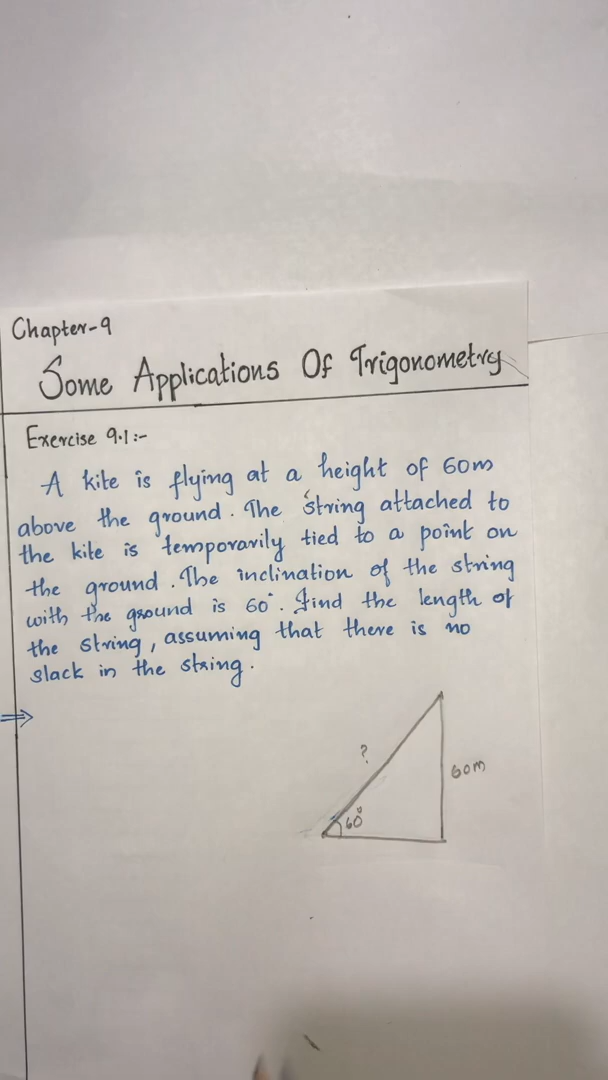 Chapter-9
Some Applications Of Trigonometry
Exercise 9.1:-
A kite is flying at a height of 60m
above the ground. The string attached to
the kite is temporarily tied to a point on
the ground. The inclination of the string
with the ground is 60°. Find the length of
the string, assuming that there is no
slack in the string.
⇒
?
60m
60°